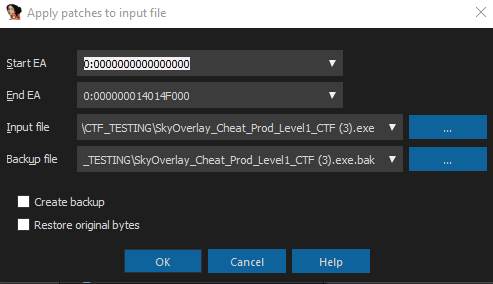 Apply patches to input file
Start EA 0:0000000000000000
End EA 0:000000014014F000
Input file \CTF_TESTING\SkyOverlay_Cheat_Prod_Level1_CTF (3).exe ...
Backup file _TESTING\SkyOverlay_Cheat_Prod_Level1_CTF (3).exe.bak ...
Create backup
Restore original bytes
OK Cancel Help